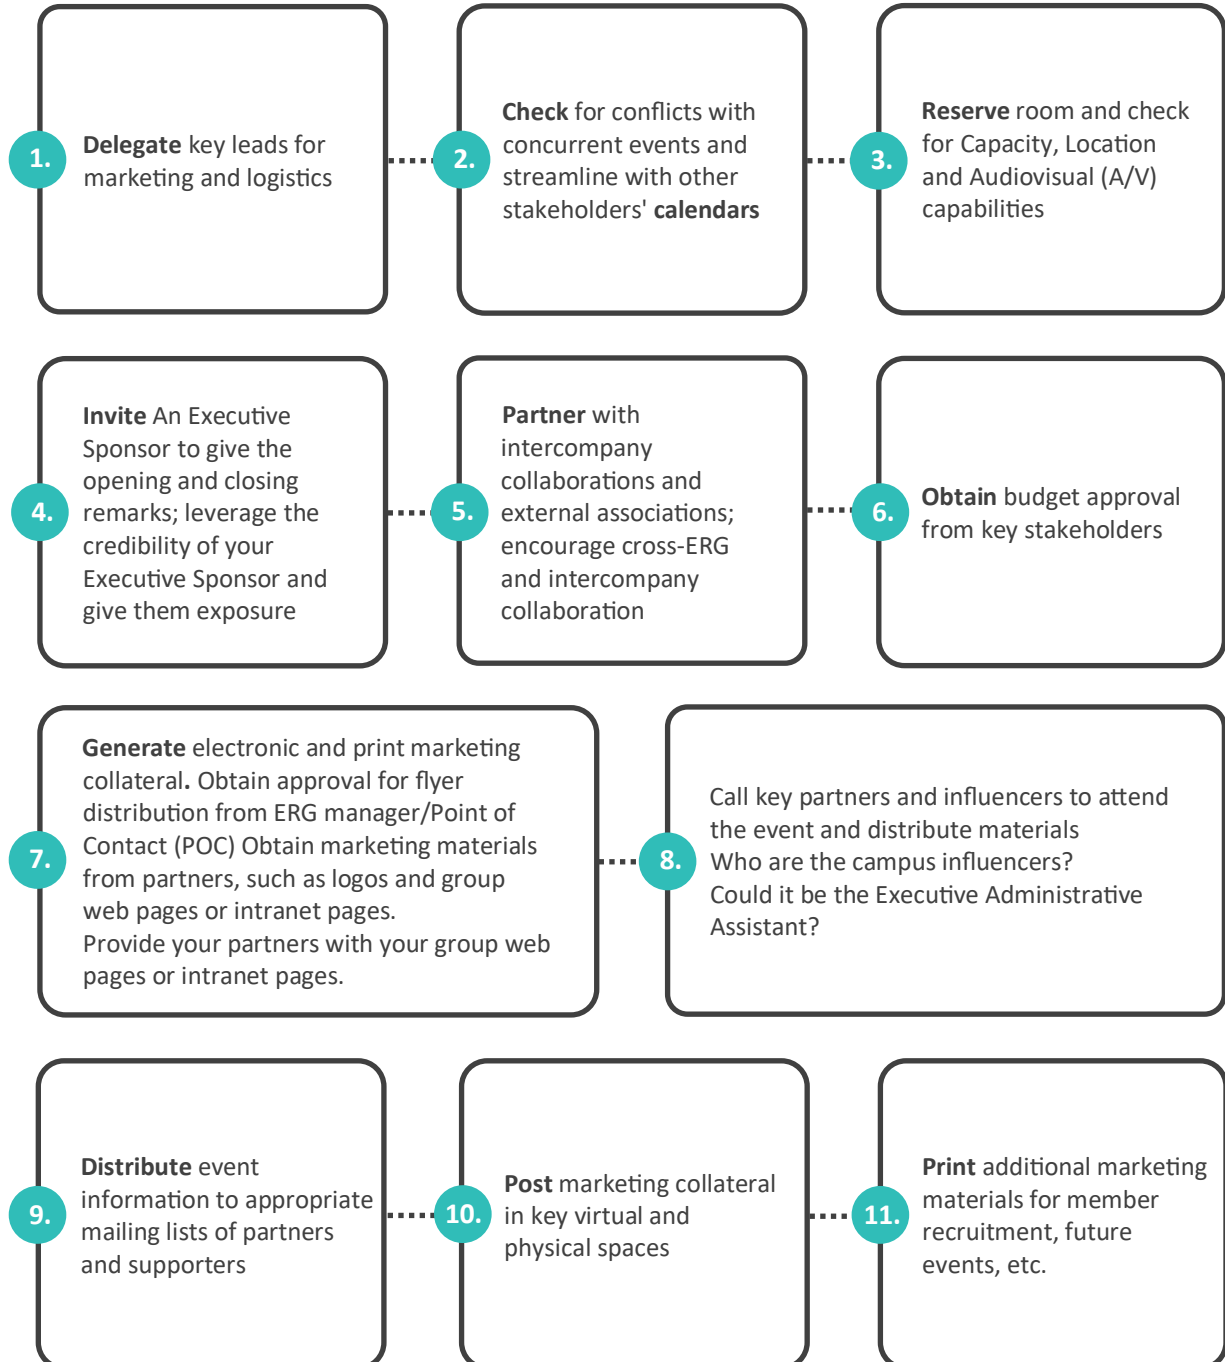 1.
Delegate key leads for
marketing and logistics
2.
Check for conflicts with
concurrent events and
streamline with other
stakeholders' calendars
3.
Reserve room and check
for Capacity, Location
and Audiovisual (A/V)
capabilities
4.
Invite An Executive
Sponsor to give the
opening and closing
remarks; leverage the
credibility of your
Executive Sponsor and
give them exposure
5.
Partner with
intercompany
collaborations and
external associations;
encourage cross-ERG
and intercompany
collaboration
6.
Obtain budget approval
from key stakeholders
7.
Generate electronic and print marketing
collateral. Obtain approval for flyer
distribution from ERG manager/Point of
Contact (POC) Obtain marketing materials
from partners, such as logos and group
web pages or intranet pages.
Provide your partners with your group web
pages or intranet pages.
8.
Call key partners and influencers to attend
the event and distribute materials
Who are the campus influencers?
Could it be the Executive Administrative
Assistant?
9.
Distribute event
information to appropriate
mailing lists of partners
and supporters
10.
Post marketing collateral
in key virtual and
physical spaces
11.
Print additional marketing
materials for member
recruitment, future
events, etc.